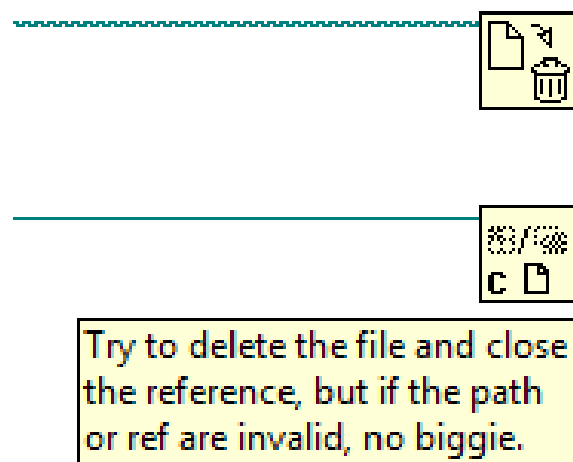 C
Try to delete the file and close
the reference, but if the path
or ref are invalid, no biggie.